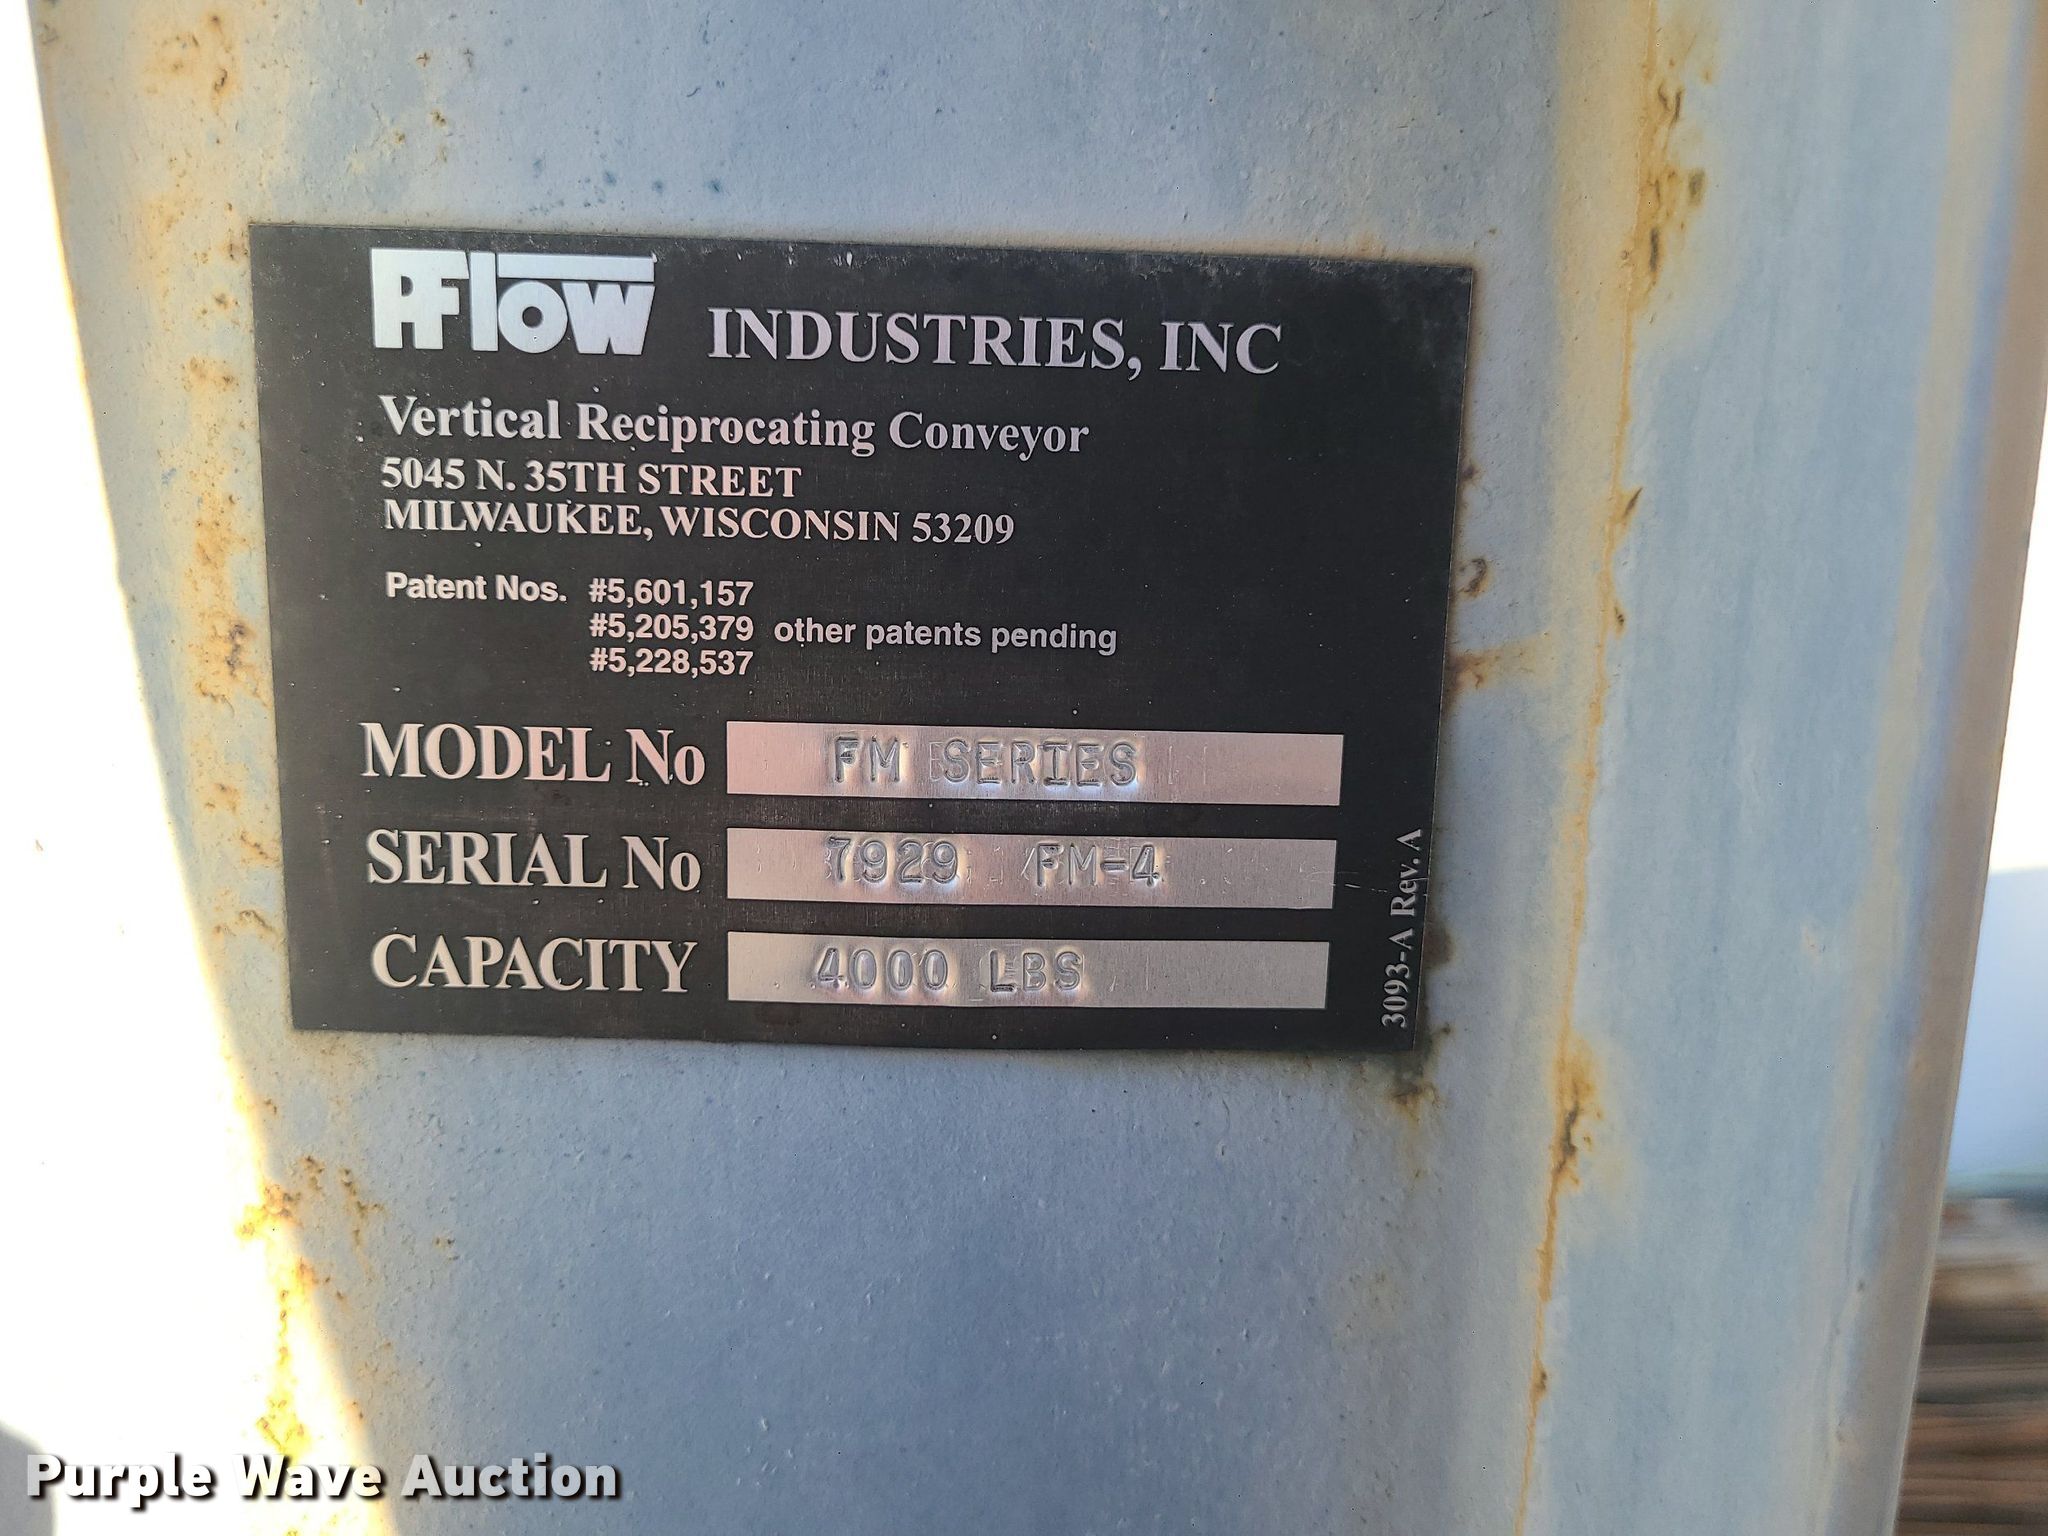 PFlow INDUSTRIES, INC
Vertical Reciprocating Conveyor
5045 N. 35TH STREET
MILWAUKEE, WISCONSIN 53209
Patent Nos. #5,601,157
#5,205,379 other patents pending
#5,228,537
MODEL No FM SERIES
SERIAL No 7929 FM-4
CAPACITY 4000 LBS
3093-A Rev. A
Purple Wave Auction